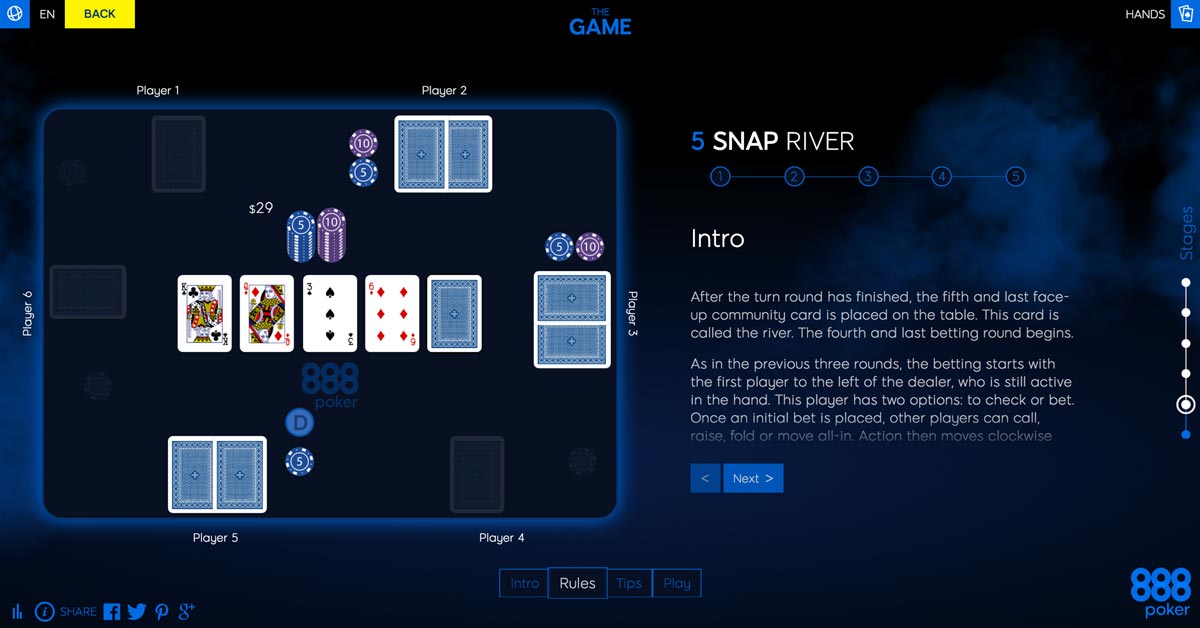 EN
BACK
THE
GAME
HANDS
Player 1
Player 2
5 SNAP RIVER
1
2
3
4
5
10
5
$29
5
10
Stages
Intro
5
10
Player 6
K
K
Q
Q
3
3
6
6
Player 3
After the turn round has finished, the fifth and last face-
up community card is placed on the table. This card is
called the river. The fourth and last betting round begins.
As in the previous three rounds, the betting starts with
the first player to the left of the dealer, who is still active
in the hand. This player has two options: to check or bet.
Once an initial bet is placed, other players can call,
raise, fold or move all-in. Action then moves clockwise
888
poker
D
5
< Next >
Player 5
Player 4
Intro
Rules
Tips
Play
888
poker
i
SHARE
g+